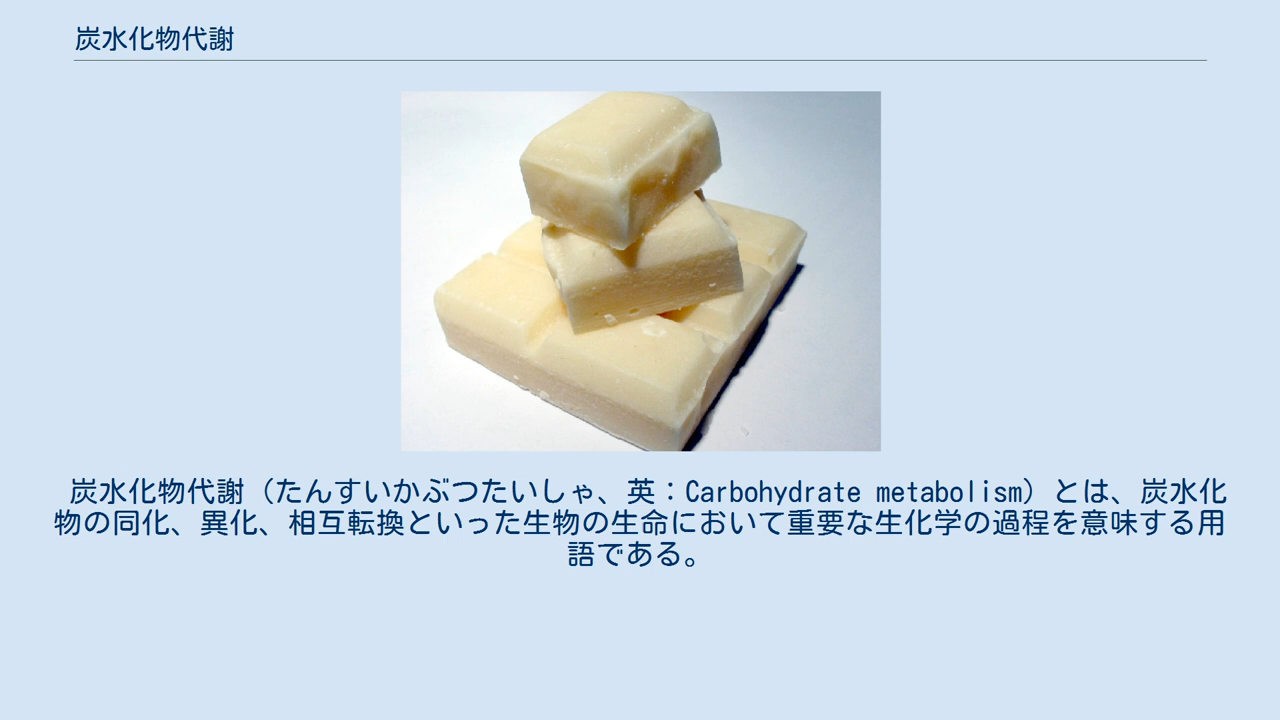 炭水化物代謝
炭水化物代謝（たんすいかぶつたいしゃ、英：Carbohydrate metabolism）とは、炭水化
物の同化、異化、相互転換といった生物の生命において重要な生化学の過程を意味する用
語である。